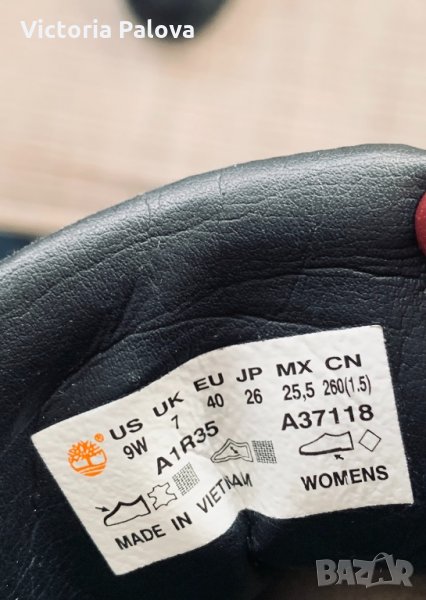 Victoria Palova
US UK EU JP MX CN
9W 7 40 26 25,5 260(1.5)
A1R35 A37118
MADE IN VIETNAM WOMENS
BAZAR